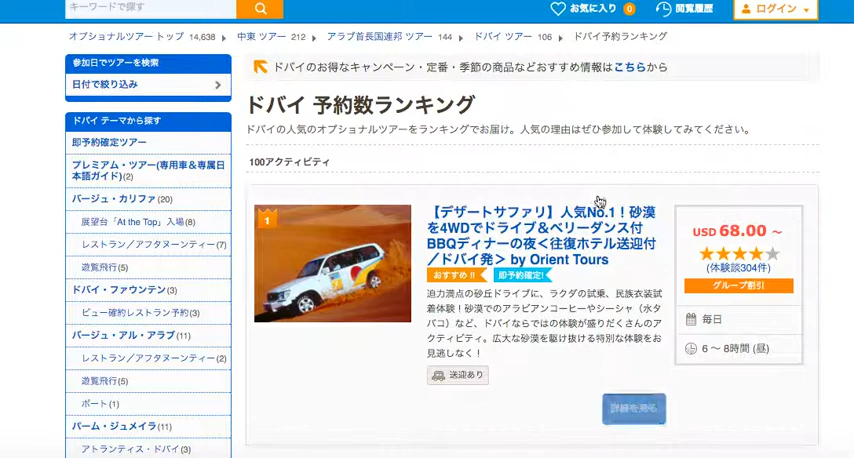 キーワードで探す
お気に入り 0 閲覧履歴 ログイン
オプショナルツアー トップ 14,638 中東 ツアー 212 アラブ首長国連邦 ツアー 144 ドバイ ツアー 106 ドバイ予約ランキング
参加日でツアーを検索
日付で絞り込み
ドバイ テーマから探す
即予約確定ツアー
プレミアム・ツアー(専用車&専属日
本語ガイド)(2)
バージュ・カリファ(20)
展望台「At the Top」入場(8)
レストラン/アフタヌーンティー(7)
遊覧飛行(5)
ドバイ・ファウンテン(3)
ビュー確約レストラン予約(3)
バージュ・アル・アラブ(11)
レストラン/アフタヌーンティー(2)
遊覧飛行(5)
ボート(1)
パーム・ジュメイラ(11)
アトランティス・ドバイ(3)
ドバイのお得なキャンペーン・定番・季節の商品などおすすめ情報はこちらから
ドバイ 予約数ランキング
ドバイの人気のオプショナルツアーをランキングでお届け。人気の理由はぜひ参加して体験してみてください。
100アクティビティ
1
【デザートサファリ】人気No.1!砂漠
を4WDでドライブ&ベリーダンス付
BBQディナーの夜<往復ホテル送迎付
/ドバイ発> by Orient Tours
おすすめ!! 即予約確定!
迫力満点の砂丘ドライブに、ラクダの試乗、民族衣装試
着体験!砂漠でのアラビアンコーヒーやシーシャ(水タ
バコ)など、ドバイならではの体験が盛りだくさんのア
クティビティ。広大な砂漠を駆け抜ける特別な体験をお
見逃しなく!
送迎あり
詳細を見る
USD 68.00 ~
(体験談304件)
グループ割引
毎日
6~8時間 (昼)